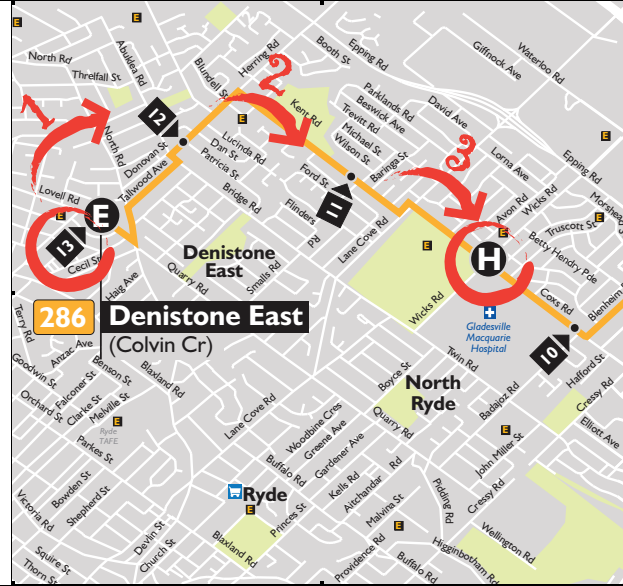 E
E
E
North Rd
Abuklea Rd
Threlfall St
Blundell St
Herring Rd
Booth St
Epping Rd
Giffnock Ave
Waterloo Rd
1
2
12
North Rd
Donovan St
Tallwood Ave
E
Lucinda Rd
Dan St
Patricia St
Kent Rd
Parklands Rd
Beswick Ave
Trevitt Rd
Michael St
Wilson St
David Ave
E
3
Lorna Ave
Epping Rd
Lovell Rd
E
E
13
Cecil St
Bridge Rd
Ford St
11
Baringa St
Flinders Rd
Lane Cove Rd
Avon Rd
Wicks Rd
Morshead
E
Truscott St
Betty Hendry Pde
E
H
Denistone
East
Haig Ave
Quarry Rd
Smalls Rd
Wicks Rd
Coxs Rd
Blenheim
286
Denistone East
(Colvin Cr)
Gladesville
Macquarie
Hospital
10
Terry Rd
Anzac Ave
Goodwin St
Benson St
Falconer St
Orchard St
Clarke St
Melville St
Blaxland Rd
Twin Rd
Boyce St
North
Ryde
Badajoz Rd
Hafford St
Cressy Rd
Elliott Ave
E
Ryde
TAFE
Parkes St
Lane Cove Rd
Woodbine Cres
Greene Ave
Gardener Ave
Quarry Rd
E
John Miller St
Buffalo Rd
Bowden St
Shepherd St
Victoria Rd
Ryde
E
Princes St
Kells Rd
Aitchandar Rd
Malvina St
Pidding Rd
Cressy Rd
E
Wellington Rd
Devlin St
Church St
Blaxland Rd
Providence Rd
Buffalo Rd
Higginbotham Rd
Squire St
Thorn St